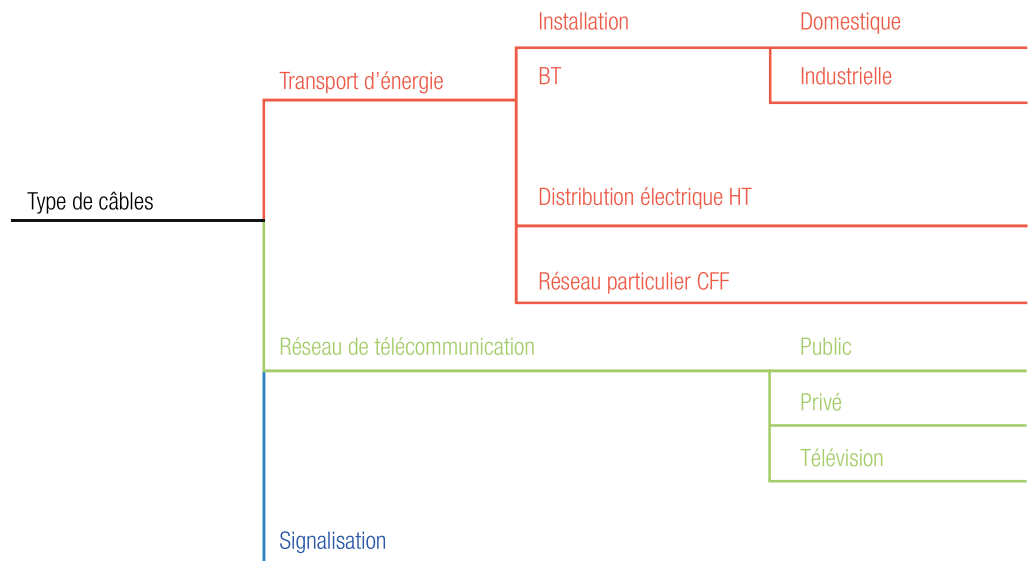 Installation
Domestique
Transport d’énergie
BT
Industrielle
Type de câbles
Distribution électrique HT
Réseau particulier CFF
Réseau de télécommunication
Public
Privé
Télévision
Signalisation